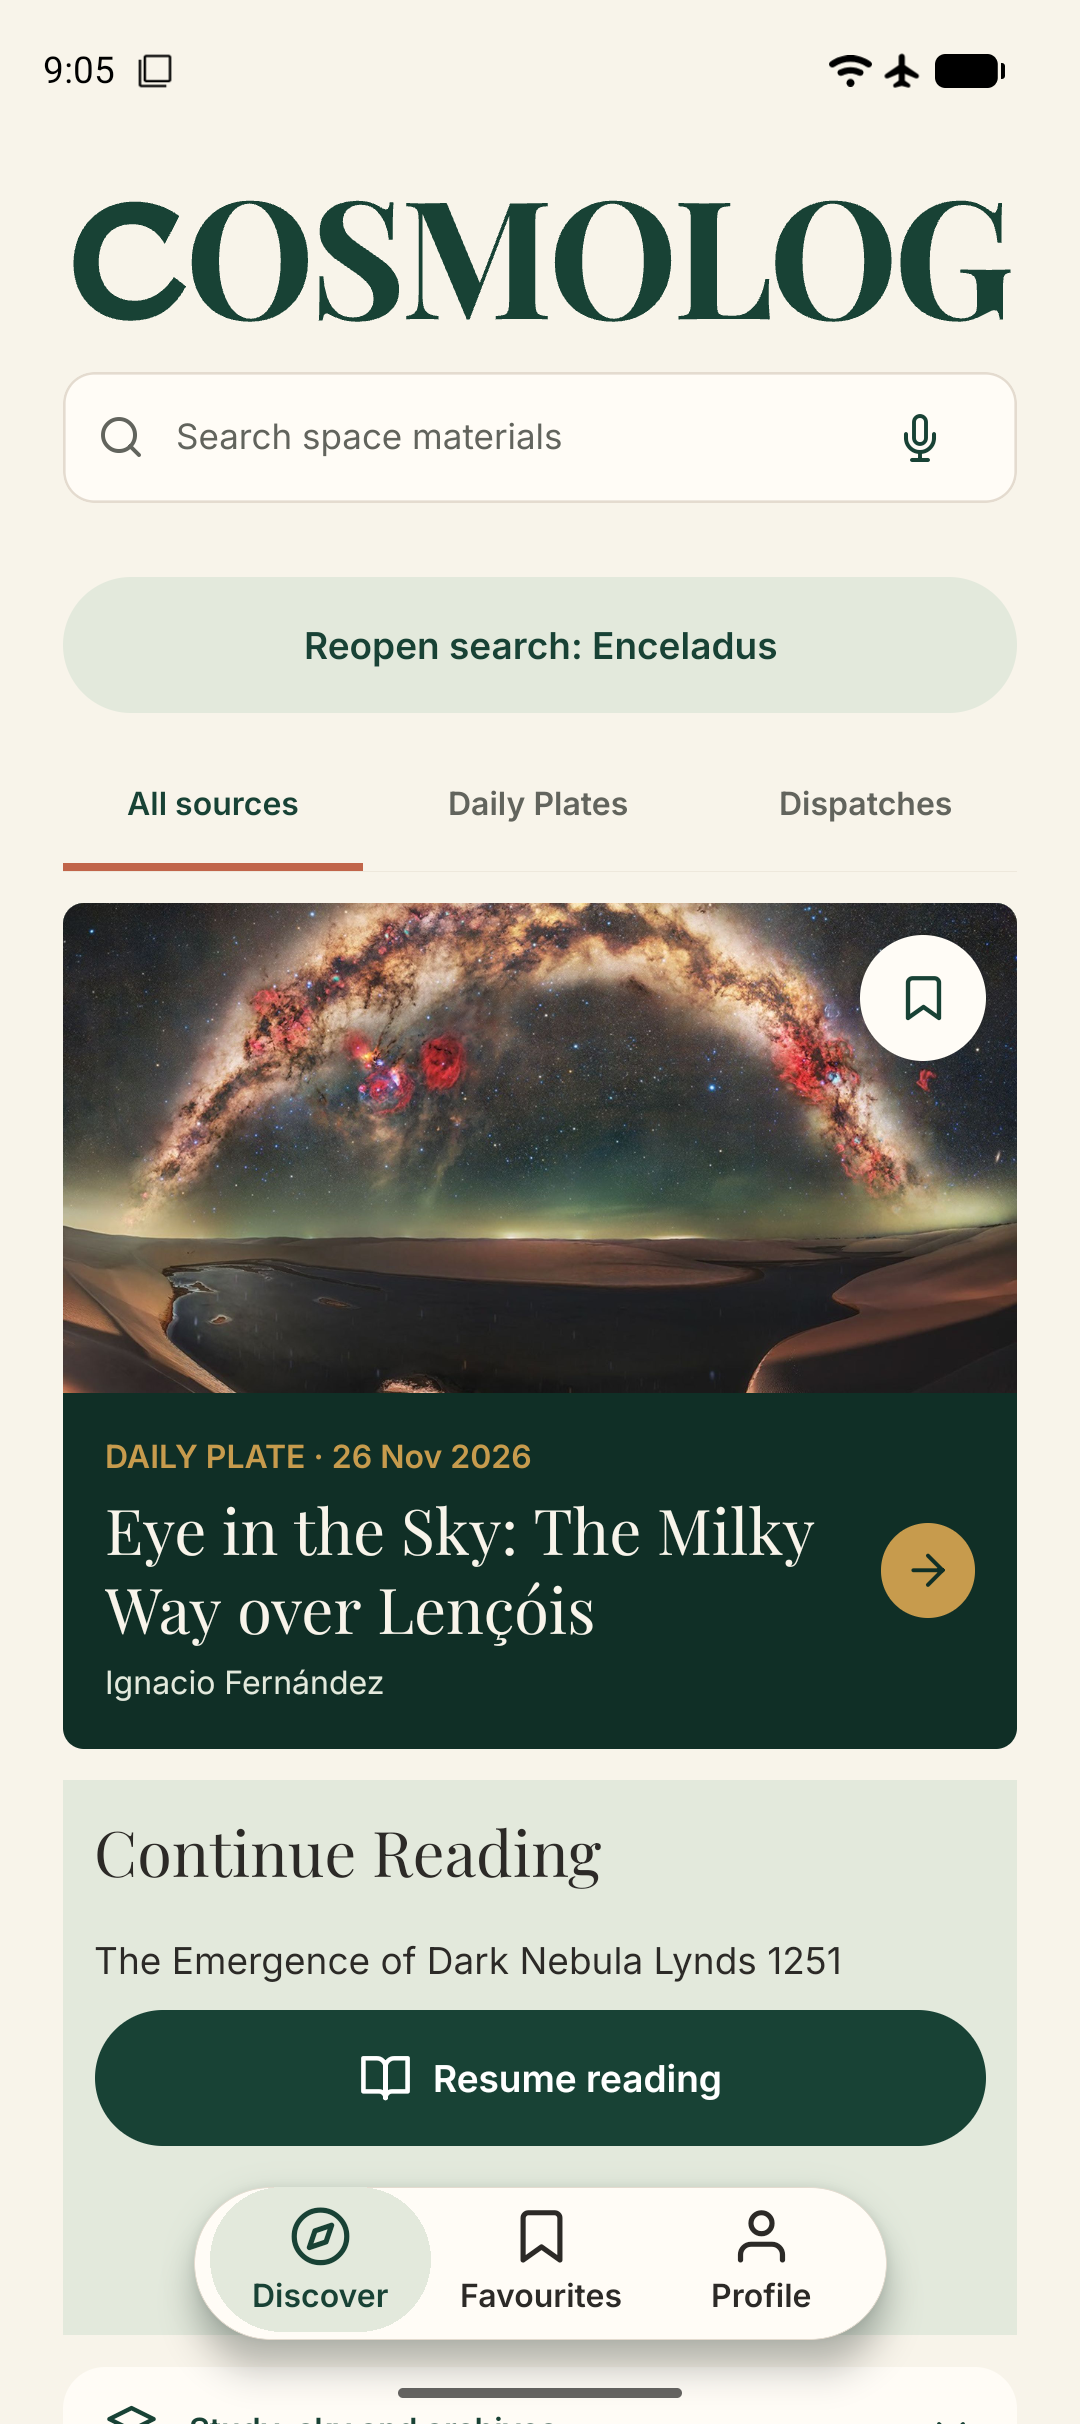 9:05
COSMOLOG
Search space materials
Reopen search: Enceladus
All sources
Daily Plates
Dispatches
DAILY PLATE · 26 Nov 2026
Eye in the Sky: The Milky
Way over Lençóis
Ignacio Fernández
Continue Reading
The Emergence of Dark Nebula Lynds 1251
Resume reading
Discover
Favourites
Profile